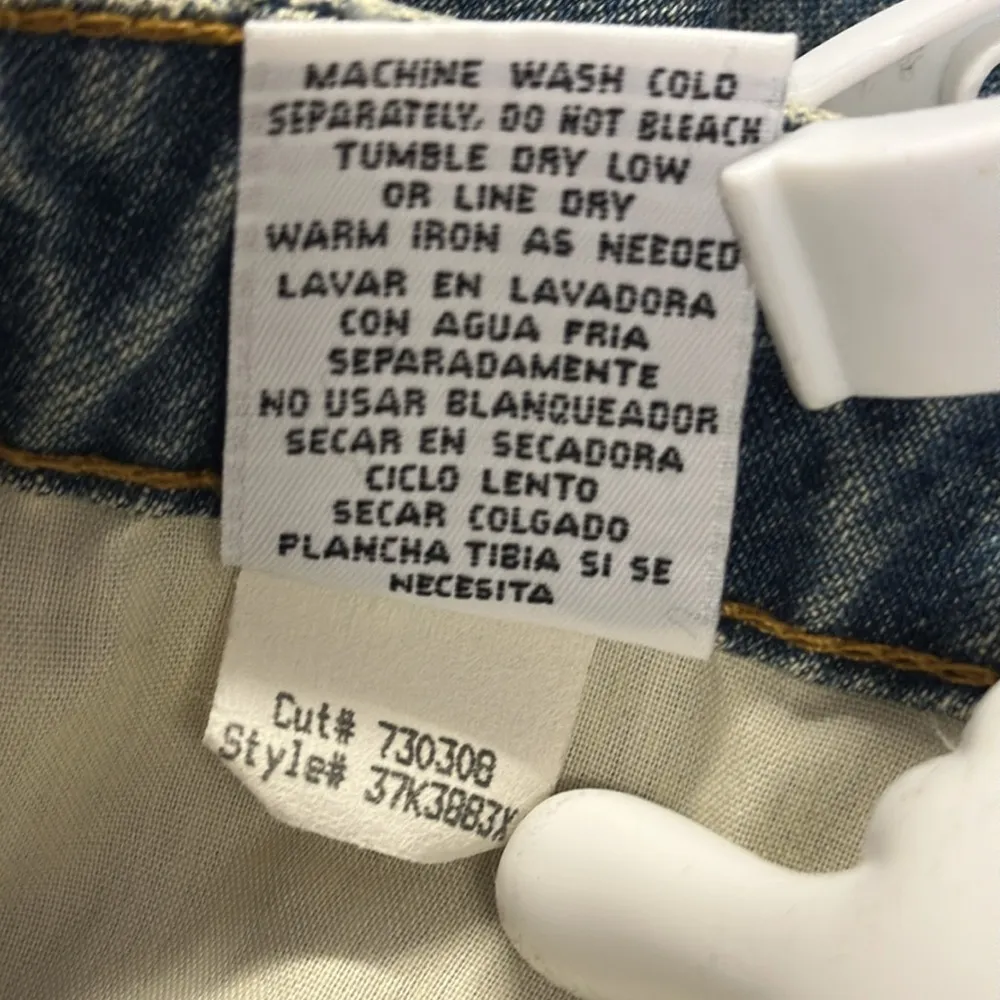 MACHINE WASH COLD
SEPARATELY, DO NOT BLEACH
TUMBLE DRY LOW
OR LINE DRY
WARM IRON AS NEEDED
LAVAR EN LAVADORA
CON AGUA FRIA
SEPARADAMENTE
NO USAR BLANQUEADOR
SECAR EN SECADORA
CICLO LENTO
SECAR COLGADO
PLANCHA TIBIA SI SE
NECESITA
Cut# 730308
Style# 37K3883X